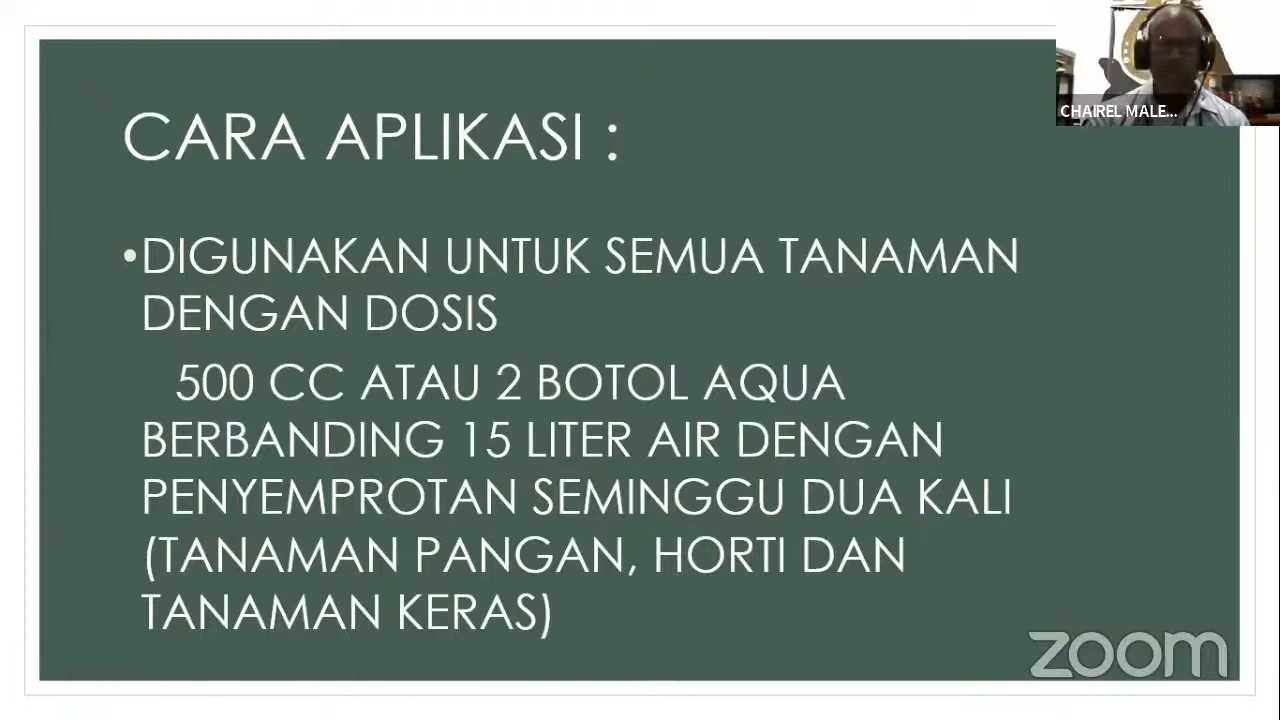 CHAIREL MALE...
CARA APLIKASI :
•DIGUNAKAN UNTUK SEMUA TANAMAN
DENGAN DOSIS
500 CC ATAU 2 BOTOL AQUA
BERBANDING 15 LITER AIR DENGAN
PENYEMPROTAN SEMINGGU DUA KALI
(TANAMAN PANGAN, HORTI DAN
TANAMAN KERAS)
zoom